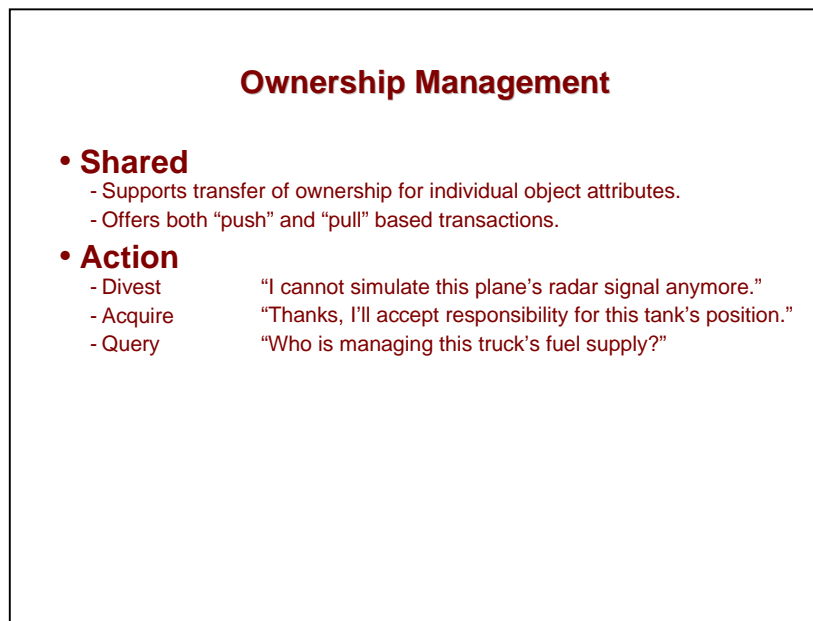 Ownership Management
• Shared
- Supports transfer of ownership for individual object attributes.
- Offers both “push” and “pull” based transactions.
• Action
- Divest “I cannot simulate this plane’s radar signal anymore.”
- Acquire “Thanks, I’ll accept responsibility for this tank’s position.”
- Query “Who is managing this truck’s fuel supply?”